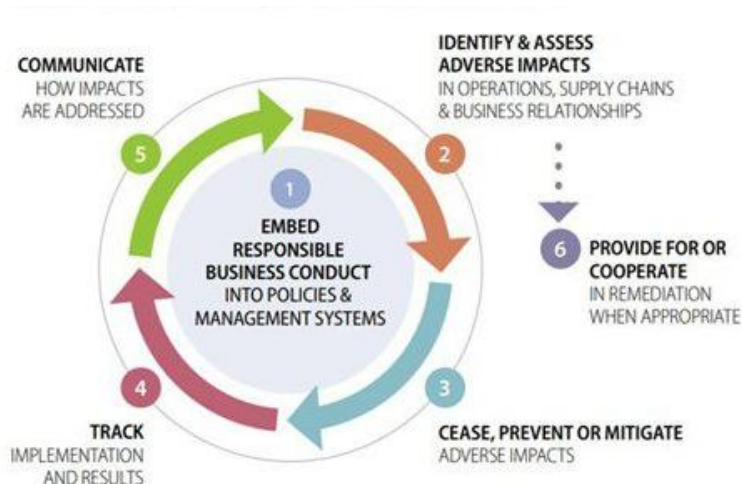 COMMUNICATE
HOW IMPACTS
ARE ADDRESSED
5
IDENTIFY & ASSESS
ADVERSE IMPACTS
IN OPERATIONS, SUPPLY CHAINS
& BUSINESS RELATIONSHIPS
2
1
EMBED
RESPONSIBLE
BUSINESS CONDUCT
INTO POLICIES &
MANAGEMENT SYSTEMS
6
PROVIDE FOR OR
COOPERATE
IN REMEDIATION
WHEN APPROPRIATE
4
TRACK
IMPLEMENTATION
AND RESULTS
3
CEASE, PREVENT OR MITIGATE
ADVERSE IMPACTS